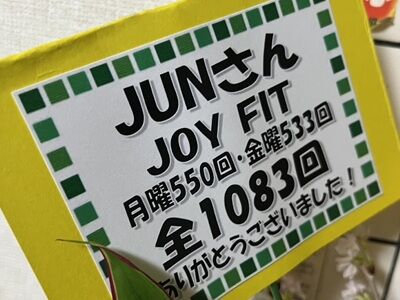 JUNさん
JOY FIT
月曜550回・金曜533回
全1083回
ありがとうございました！